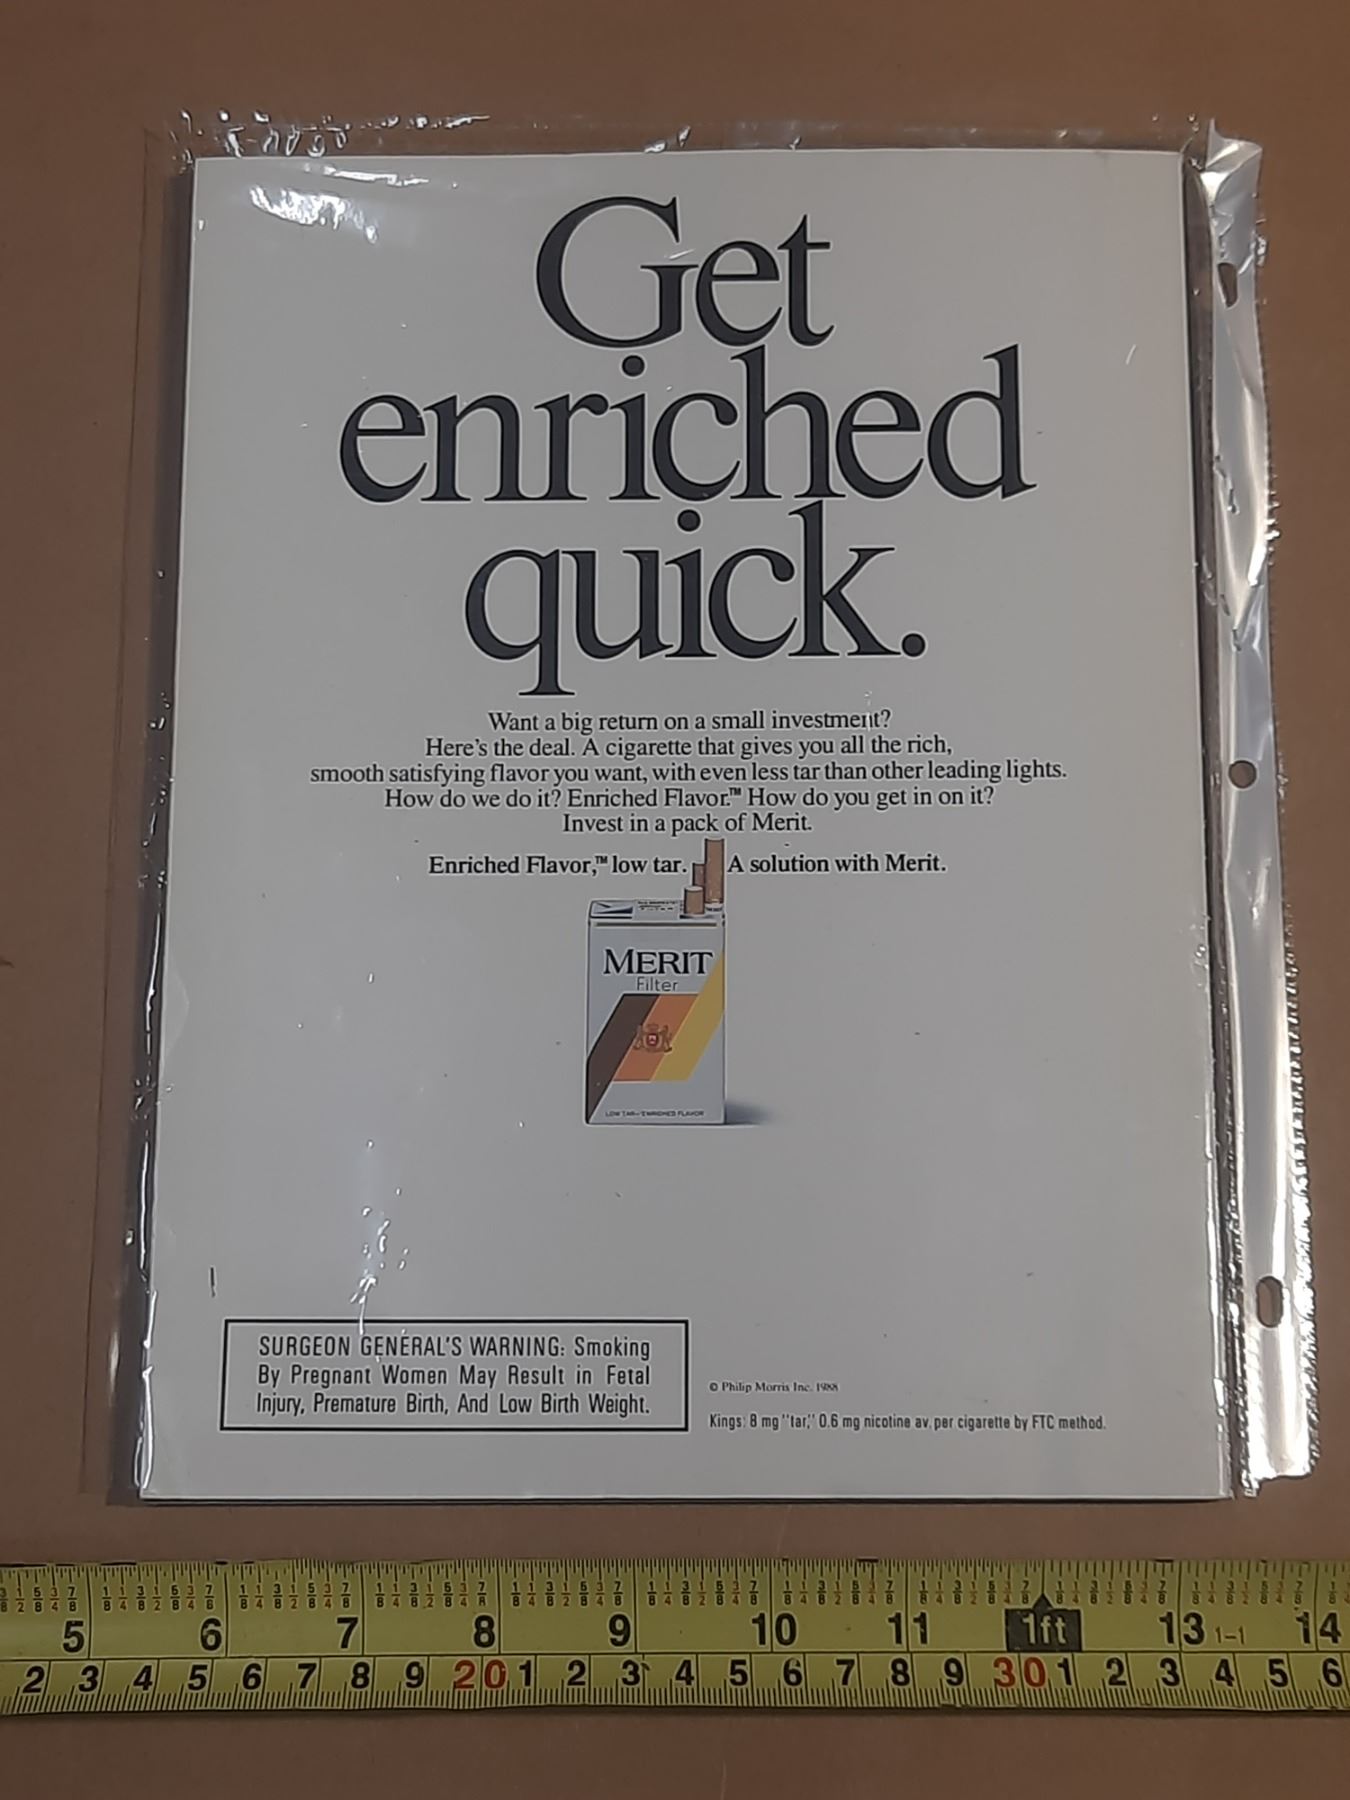 Get
enriched
quick.
Want a big return on a small investment?
Here's the deal. A cigarette that gives you all the rich,
smooth satisfying flavor you want, with even less tar than other leading lights.
How do we do it? Enriched Flavor.™ How do you get in on it?
Invest in a pack of Merit.
Enriched Flavor,™ low tar. A solution with Merit.
MERIT
Filter
LOW TAR-ENRICHED FLAVOR
SURGEON GENERAL'S WARNING: Smoking
By Pregnant Women May Result in Fetal
Injury, Premature Birth, And Low Birth Weight.
© Philip Morris Inc. 1988
Kings: 8 mg "tar," 0.6 mg nicotine av. per cigarette by FTC method.
5 6 7 8 9 10 11 1ft 13 1-1 14
2 3 4 5 6 7 8 9 20 1 2 3 4 5 6 7 8 9 30 1 2 3 4 5 6